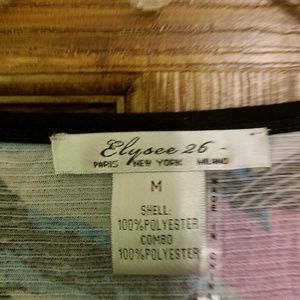 Elysee 26
PARIS NEW YORK MILANO
M
SHELL:
100%POLYESTER
COMBO
100%POLYESTER
MADE IN